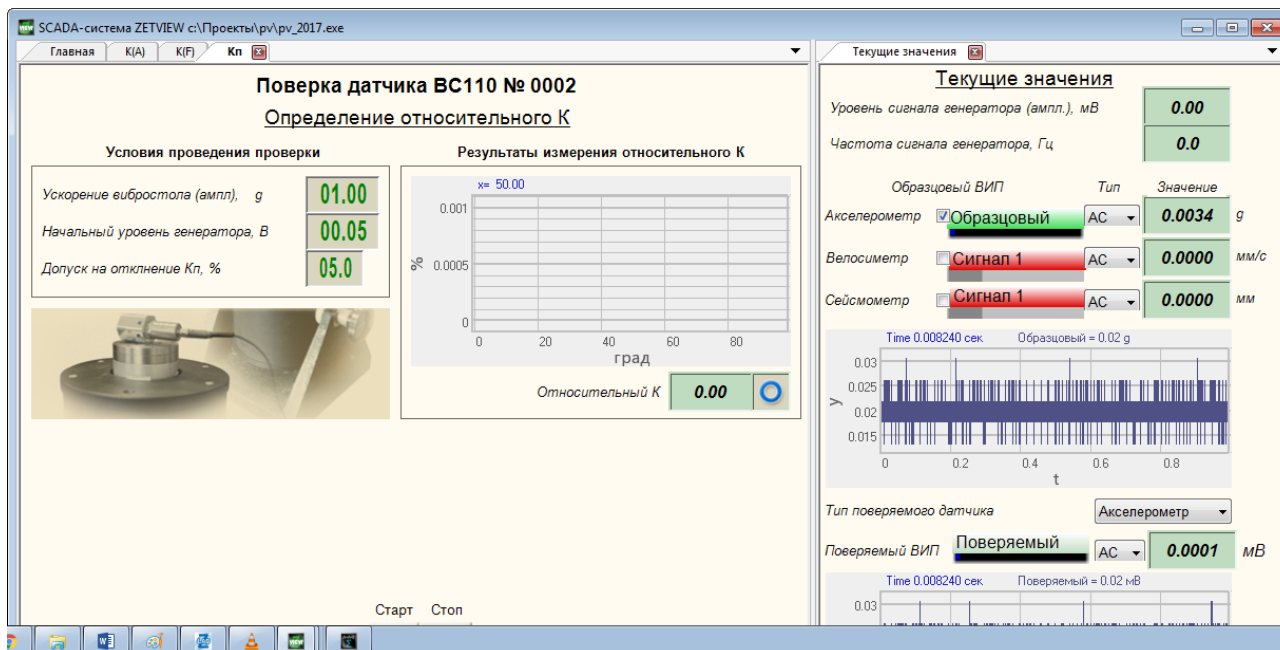 SCADA-система ZETVIEW c:\Проекты\pv\pv_2017.exe
Главная K(A) K(F) Кп
Поверка датчика ВС110 № 0002
Определение относительного К
Условия проведения проверки
Ускорение вибростола (ампл), g 01.00
Начальный уровень генератора, В 00.05
Допуск на отклнение Кп, % 05.0
Результаты измерения относительного К
x= 50.00
0.001
0.0005
0
%
0 20 40 60 80
град
Относительный К 0.00
Старт Стоп
Текущие значения
Текущие значения
Уровень сигнала генератора (ампл.), мВ 0.00
Частота сигнала генератора, Гц 0.0
Образцовый ВИП Тип Значение
Акселерометр Образцовый AC 0.0034 g
Велосиметр Сигнал 1 AC 0.0000 мм/с
Сейсмометр Сигнал 1 AC 0.0000 мм
Time 0.008240 сек Образцовый = 0.02 g
0.03
0.025
0.02
0.015
y
0 0.2 0.4 0.6 0.8
t
Тип поверяемого датчика Акселерометр
Поверяемый ВИП Поверяемый AC 0.0001 мВ
Time 0.008240 сек Поверяемый = 0.02 мВ
0.03